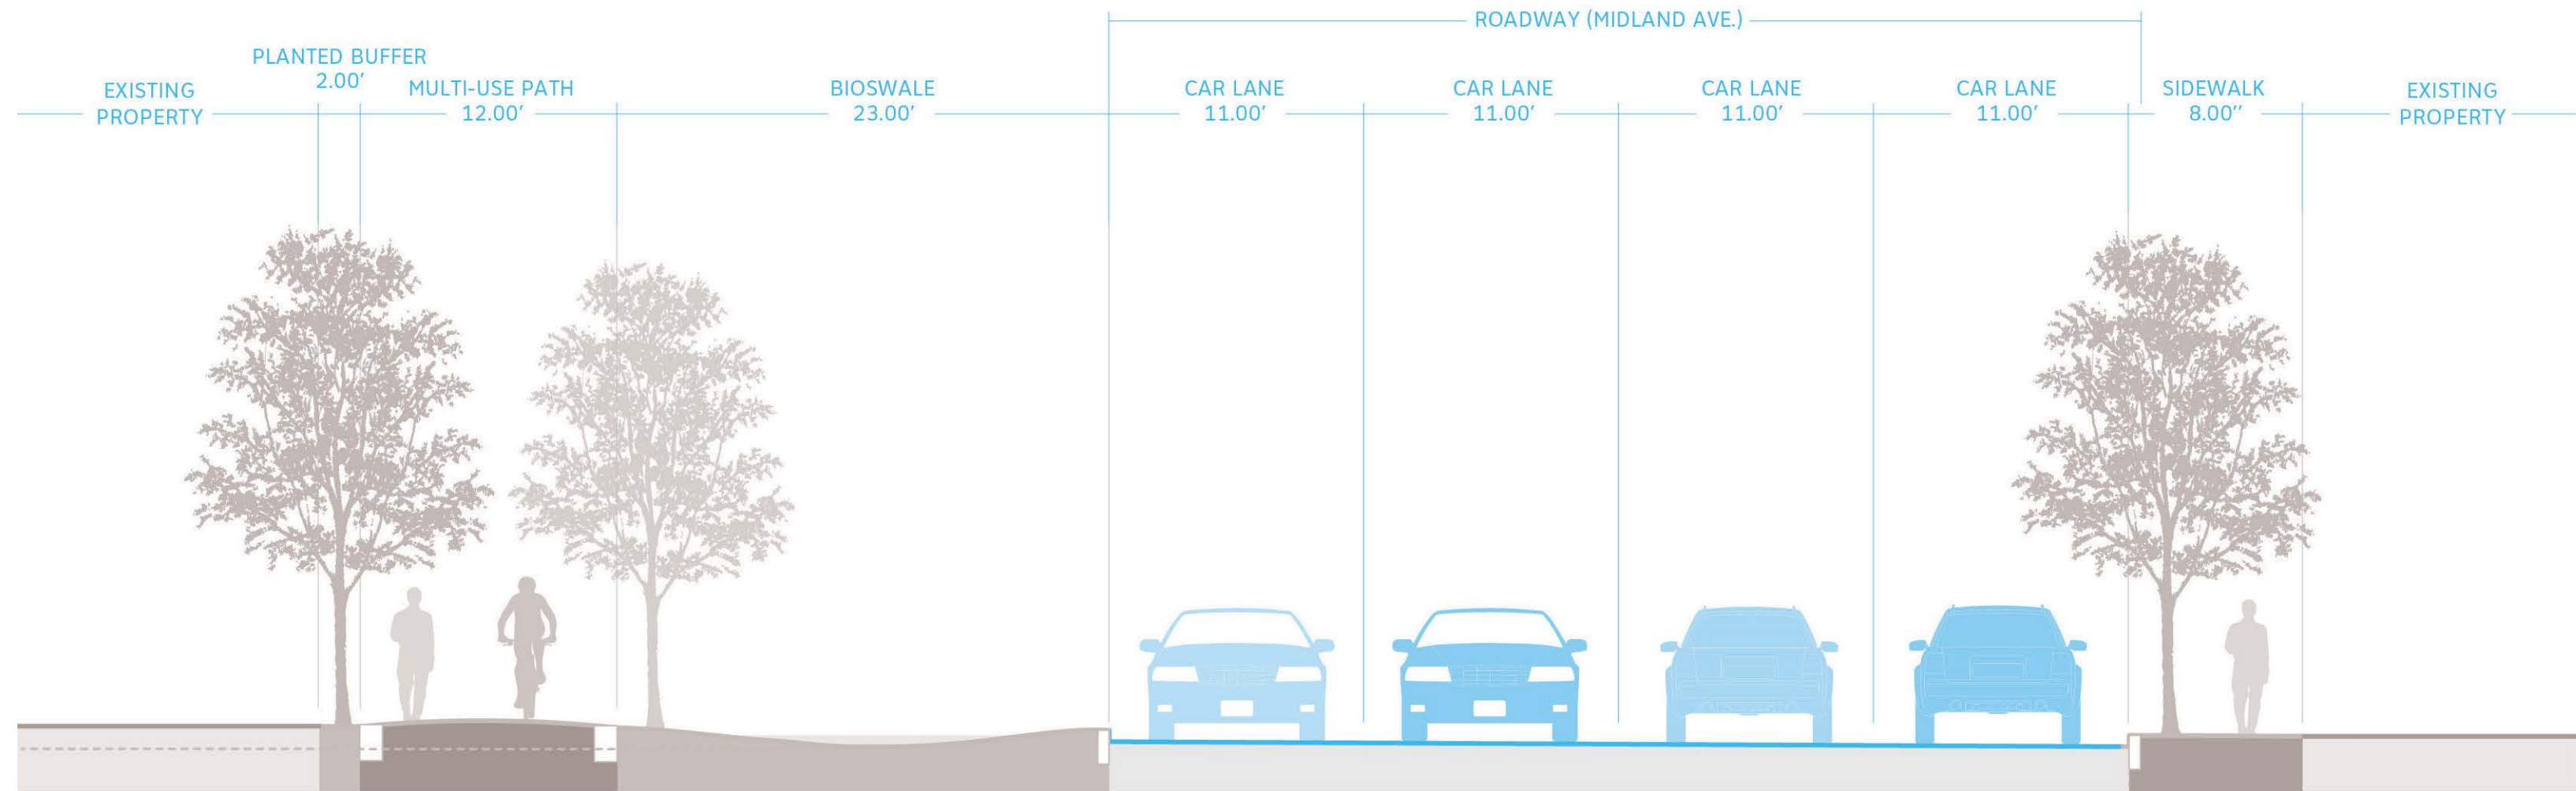 ROADWAY (MIDLAND AVE.)
EXISTING
PROPERTY
PLANTED BUFFER
2.00′
MULTI-USE PATH
12.00′
BIOSWALE
23.00′
CAR LANE
11.00′
CAR LANE
11.00′
CAR LANE
11.00′
CAR LANE
11.00′
SIDEWALK
8.00′′
EXISTING
PROPERTY